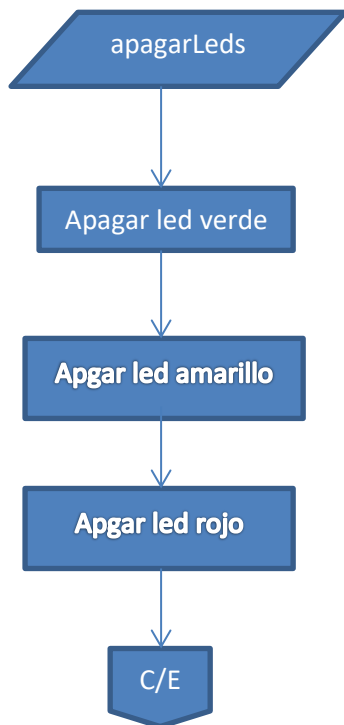 apagarLeds
Apagar led verde
Apgar led amarillo
Apgar led rojo
C/E